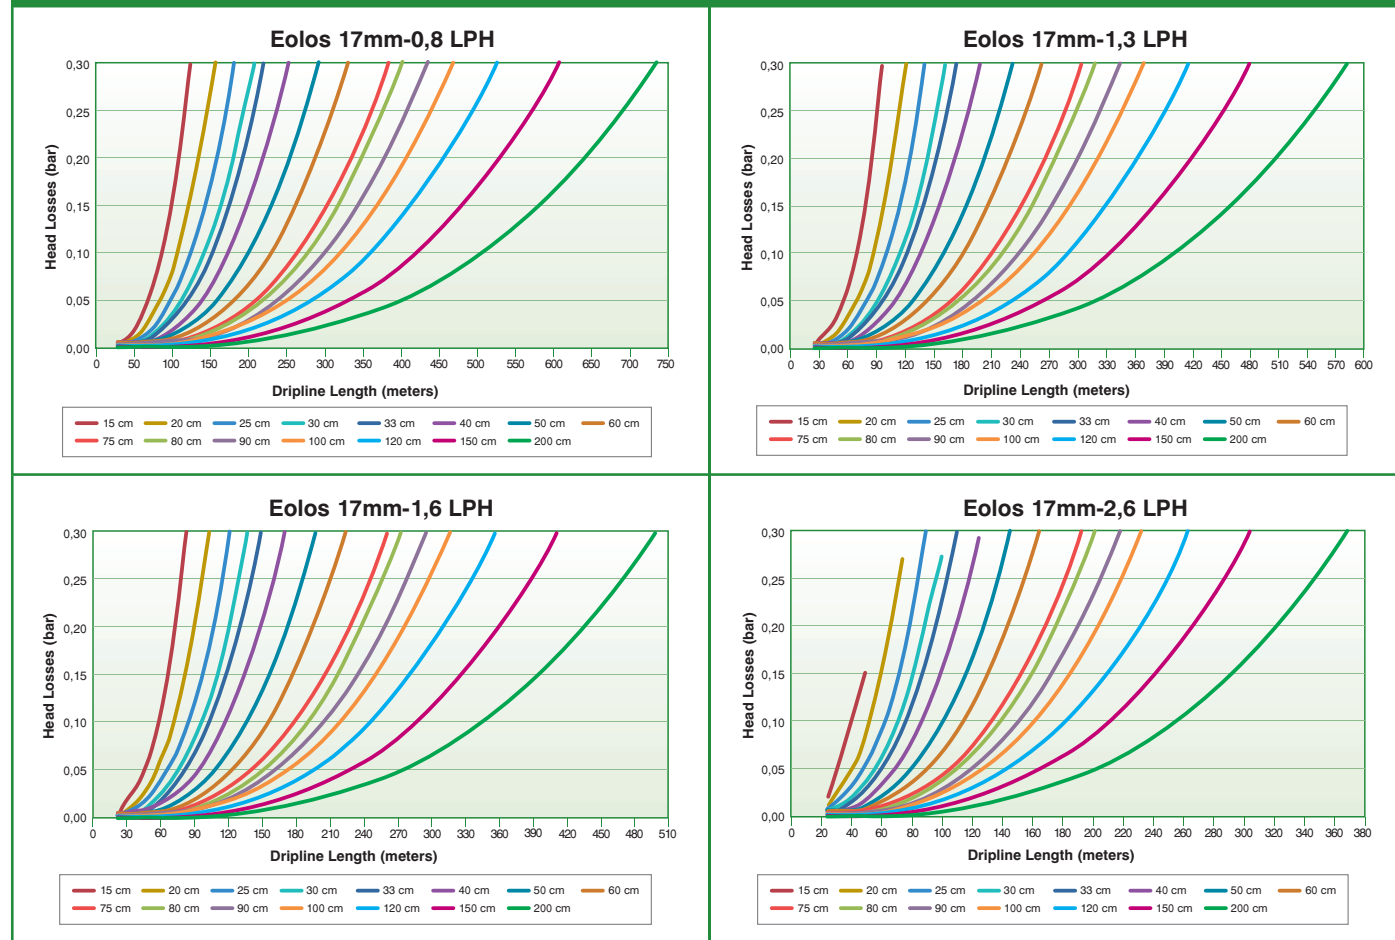 Eolos 17mm-0,8 LPH
Head Losses (bar)
0,30
0,25
0,20
0,15
0,10
0,05
0,00
0 50 100 150 200 250 300 350 400 450 500 550 600 650 700 750
Dripline Length (meters)
15 cm 20 cm 25 cm 30 cm 33 cm 40 cm 50 cm 60 cm
75 cm 80 cm 90 cm 100 cm 120 cm 150 cm 200 cm
Eolos 17mm-1,3 LPH
Head Losses (bar)
0,30
0,25
0,20
0,15
0,10
0,05
0,00
0 30 60 90 120 150 180 210 240 270 300 330 360 390 420 450 480 510 540 570 600
Dripline Length (meters)
15 cm 20 cm 25 cm 30 cm 33 cm 40 cm 50 cm 60 cm
75 cm 80 cm 90 cm 100 cm 120 cm 150 cm 200 cm
Eolos 17mm-1,6 LPH
Head Losses (bar)
0,30
0,25
0,20
0,15
0,10
0,05
0,00
0 30 60 90 120 150 180 210 240 270 300 330 360 390 420 450 480 510
Dripline Length (meters)
15 cm 20 cm 25 cm 30 cm 33 cm 40 cm 50 cm 60 cm
75 cm 80 cm 90 cm 100 cm 120 cm 150 cm 200 cm
Eolos 17mm-2,6 LPH
Head Losses (bar)
0,30
0,25
0,20
0,15
0,10
0,05
0,00
0 20 40 60 80 100 120 140 160 180 200 220 240 260 280 300 320 340 360 380
Dripline Length (meters)
15 cm 20 cm 25 cm 30 cm 33 cm 40 cm 50 cm 60 cm
75 cm 80 cm 90 cm 100 cm 120 cm 150 cm 200 cm